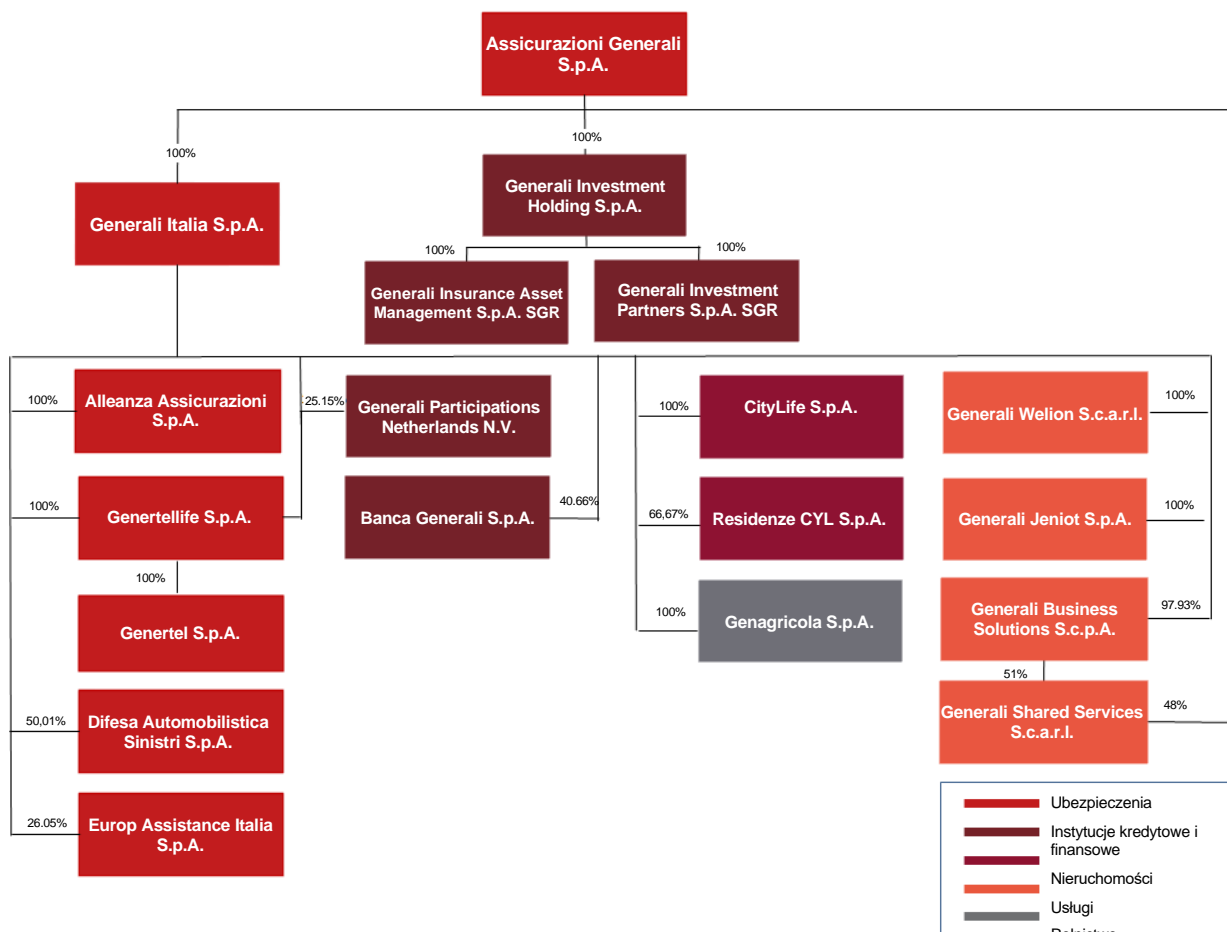 Assicurazioni Generali
S.p.A.
100%
100%
Generali Italia S.p.A.
Generali Investment
Holding S.p.A.
100%
100%
Generali Insurance Asset
Management S.p.A. SGR
Generali Investment
Partners S.p.A. SGR
100%
Alleanza Assicurazioni
S.p.A.
25.15%
Generali Participations
Netherlands N.V.
100%
CityLife S.p.A.
Generali Welion S.c.a.r.l.
100%
100%
Genertellife S.p.A.
Banca Generali S.p.A.
40.66%
66,67%
Residenze CYL S.p.A.
Generali Jeniot S.p.A.
100%
100%
Genertel S.p.A.
100%
Genagricola S.p.A.
Generali Business
Solutions S.c.p.A.
97.93%
51%
50,01%
Difesa Automobilistica
Sinistri S.p.A.
Generali Shared Services
S.c.a.r.l.
48%
26.05%
Europ Assistance Italia
S.p.A.
Ubezpieczenia
Instytucje kredytowe i
finansowe
Nieruchomości
Usługi